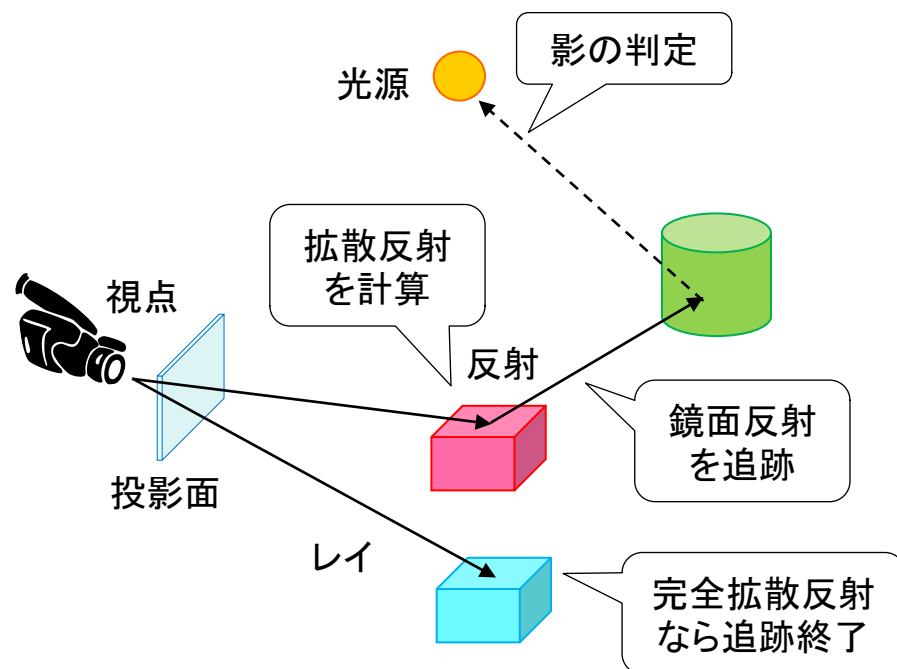 影の判定
光源
拡散反射
を計算
視点
反射
鏡面反射
を追跡
投影面
レイ
完全拡散反射
なら追跡終了